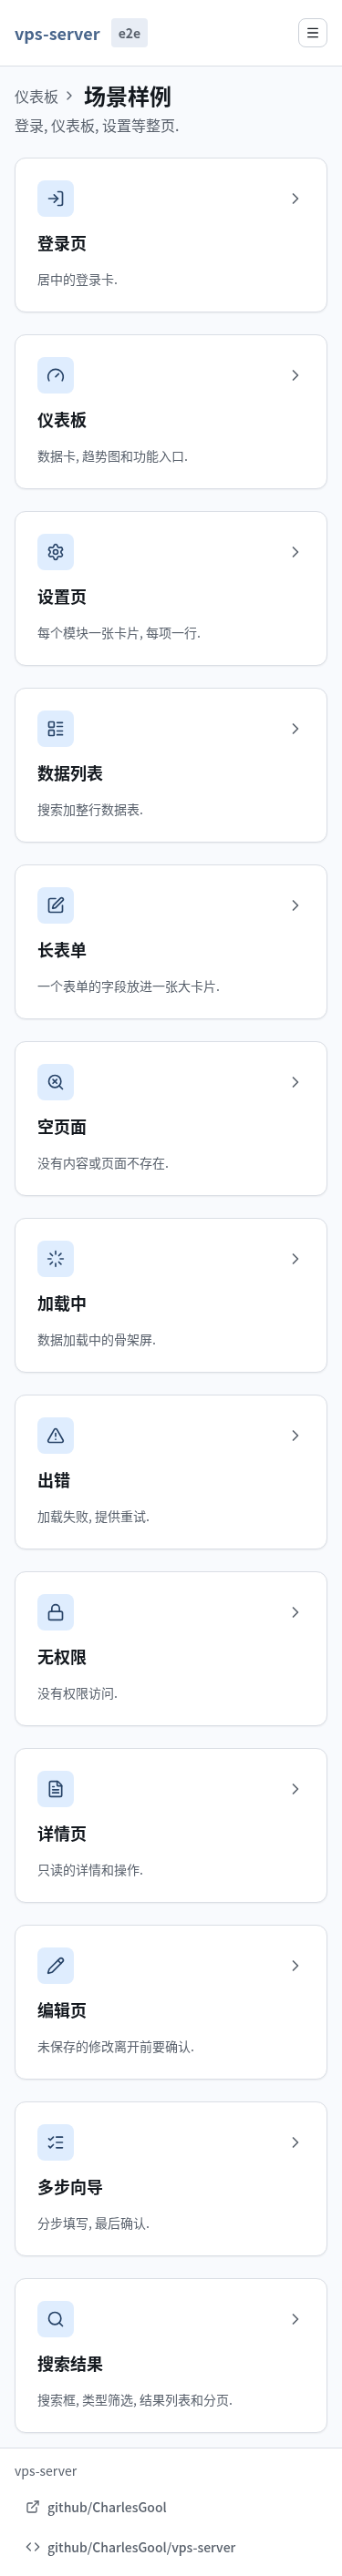 vps-server e2e
仪表板 场景样例
登录, 仪表板, 设置等整页.
登录页
居中的登录卡.
仪表板
数据卡, 趋势图和功能入口.
设置页
每个模块一张卡片, 每项一行.
数据列表
搜索加整行数据表.
长表单
一个表单的字段放进一张大卡片.
空页面
没有内容或页面不存在.
加载中
数据加载中的骨架屏.
出错
加载失败, 提供重试.
无权限
没有权限访问.
详情页
只读的详情和操作.
编辑页
未保存的修改离开前要确认.
多步向导
分步填写, 最后确认.
搜索结果
搜索框, 类型筛选, 结果列表和分页.
vps-server
github/CharlesGool
github/CharlesGool/vps-server